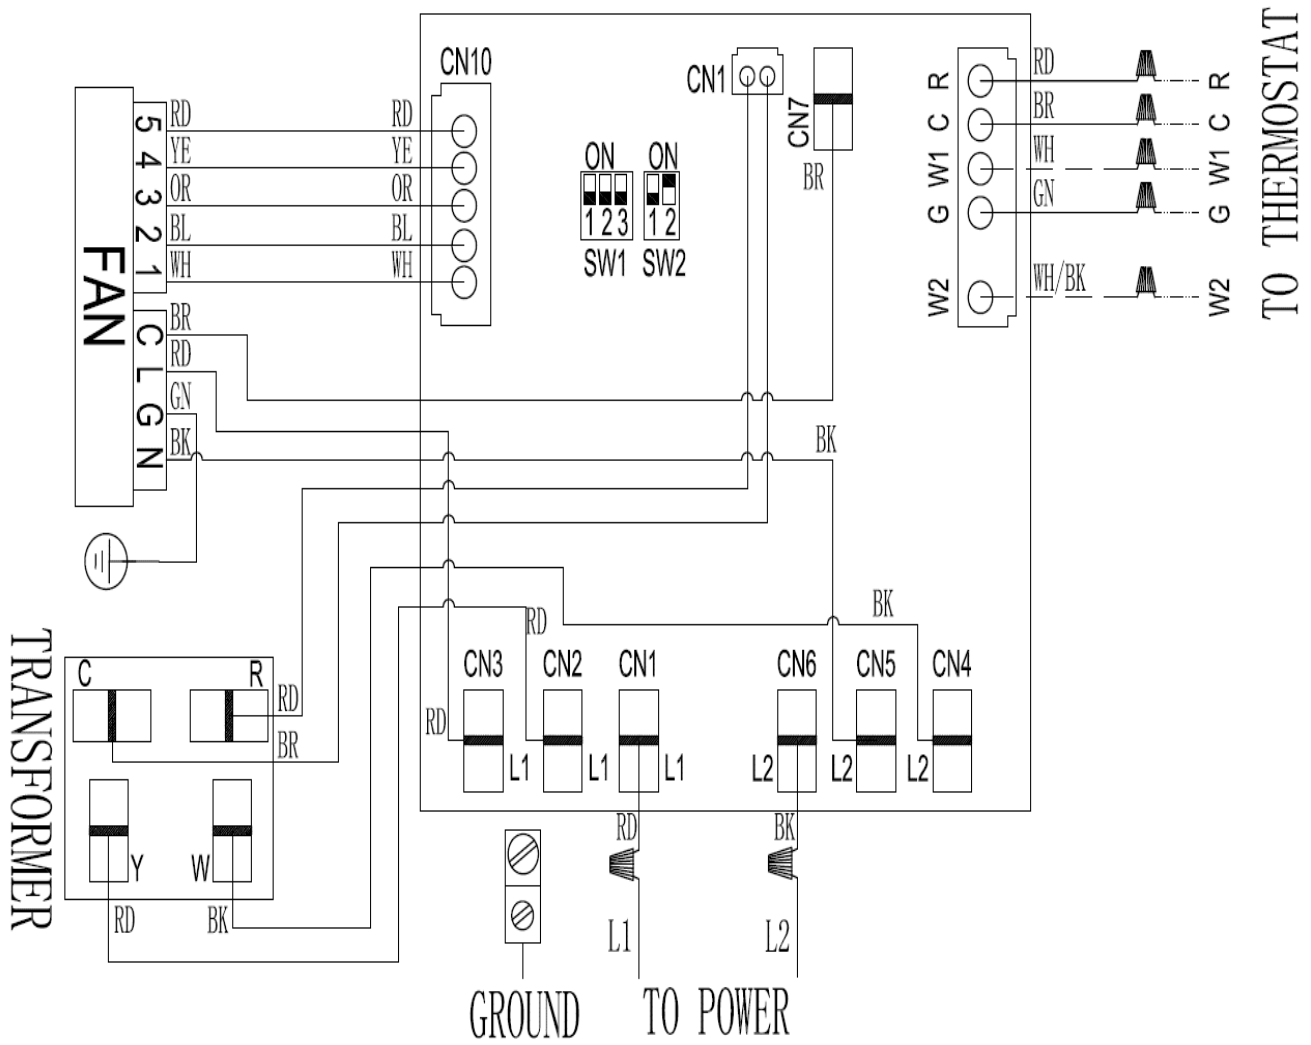 CN10
CN1
CN7
BR
ON
ON
1 2 3
1 2
SW1
SW2
FAN
5 RD RD
4 YE YE
3 OR OR
2 BL BL
1 WH WH
C BR
L RD
G GN
N BK
BK
R RD R
C BR C
W1 WH W1
G GN G
W2 WH/BK W2
TO THERMOSTAT
RD
BK
TRANSFORMER
C
R
RD
BR
Y
W
RD
BK
CN3
CN2
CN1
CN6
CN5
CN4
RD
L1
L1
L1
L2
L2
L2
RD
BK
L1
L2
GROUND
TO POWER